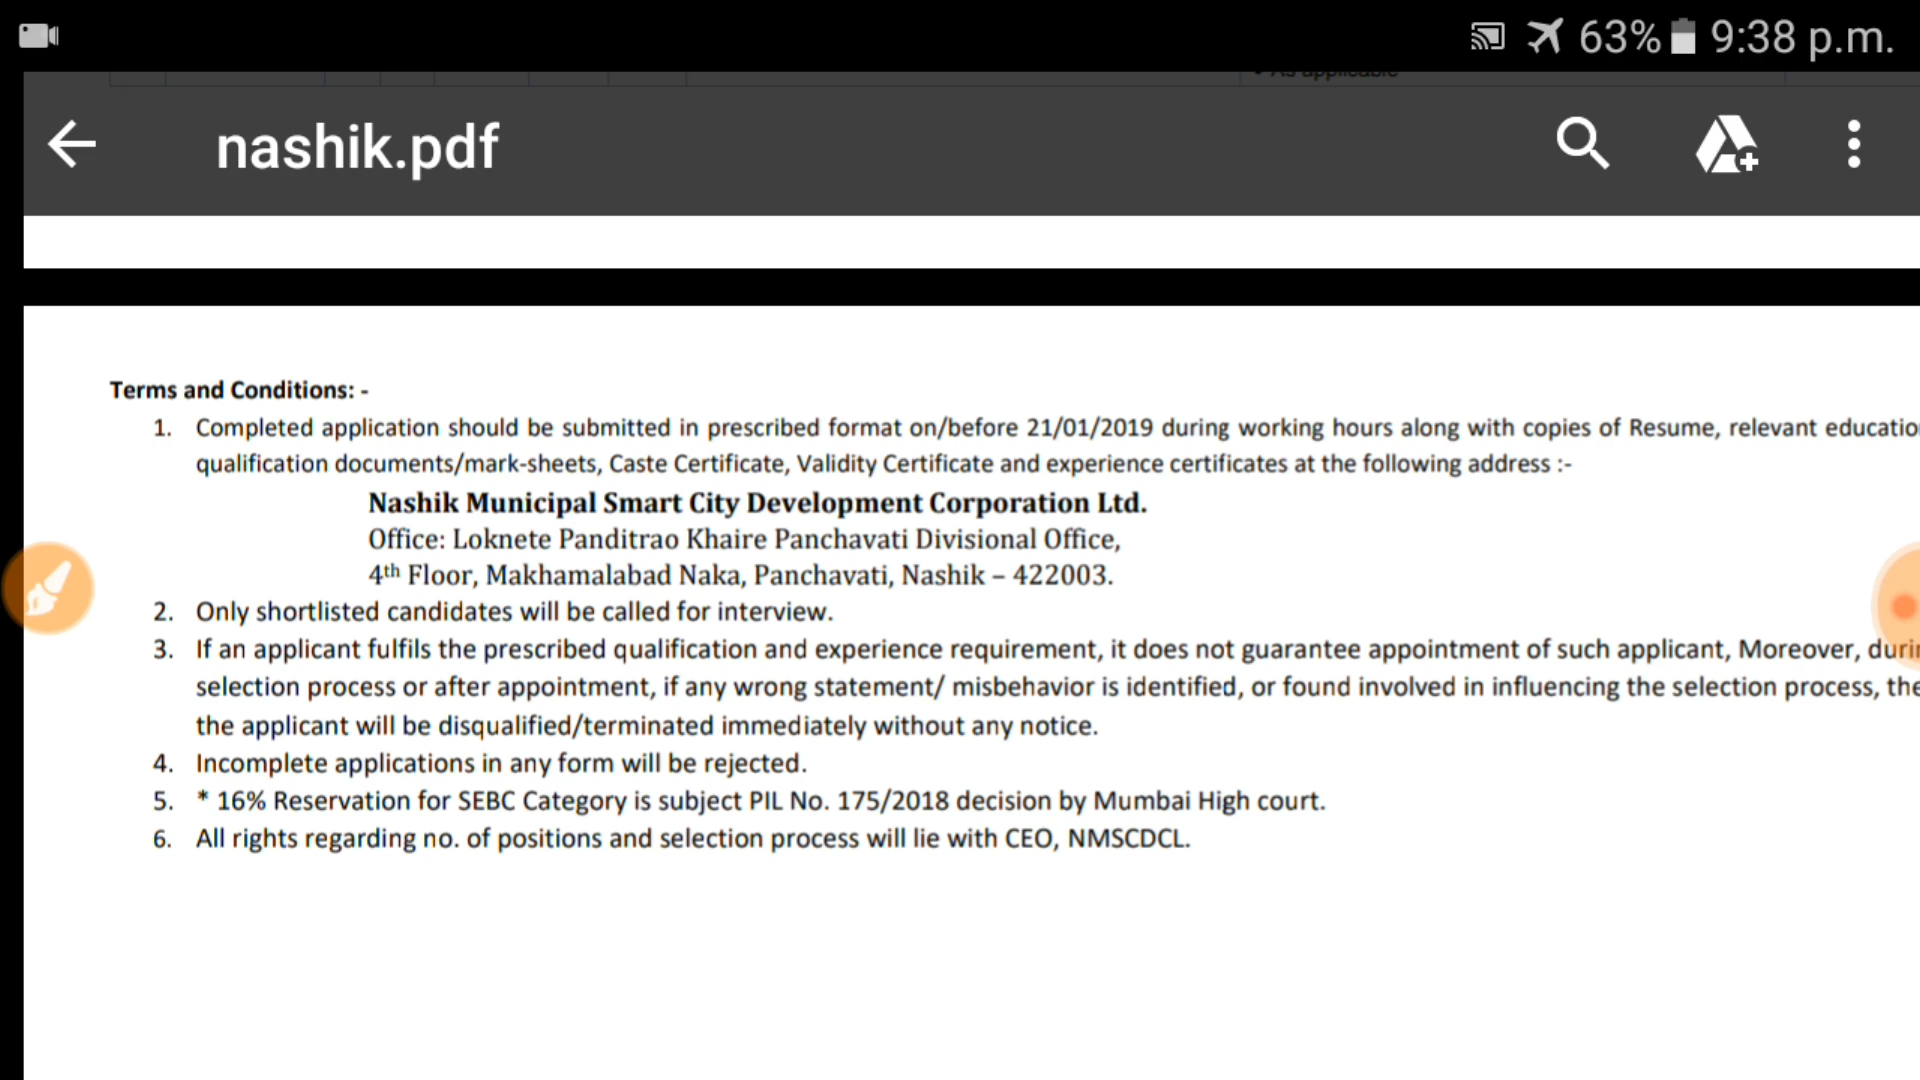 63% 9:38 p.m.
nashik.pdf
Terms and Conditions: -
1. Completed application should be submitted in prescribed format on/before 21/01/2019 during working hours along with copies of Resume, relevant educatio
qualification documents/mark-sheets, Caste Certificate, Validity Certificate and experience certificates at the following address :-
Nashik Municipal Smart City Development Corporation Ltd.
Office: Loknete Panditrao Khaire Panchavati Divisional Office,
4th Floor, Makhamalabad Naka, Panchavati, Nashik – 422003.
2. Only shortlisted candidates will be called for interview.
3. If an applicant fulfils the prescribed qualification and experience requirement, it does not guarantee appointment of such applicant, Moreover, duri
selection process or after appointment, if any wrong statement/ misbehavior is identified, or found involved in influencing the selection process, the
the applicant will be disqualified/terminated immediately without any notice.
4. Incomplete applications in any form will be rejected.
5. * 16% Reservation for SEBC Category is subject PIL No. 175/2018 decision by Mumbai High court.
6. All rights regarding no. of positions and selection process will lie with CEO, NMSCDCL.